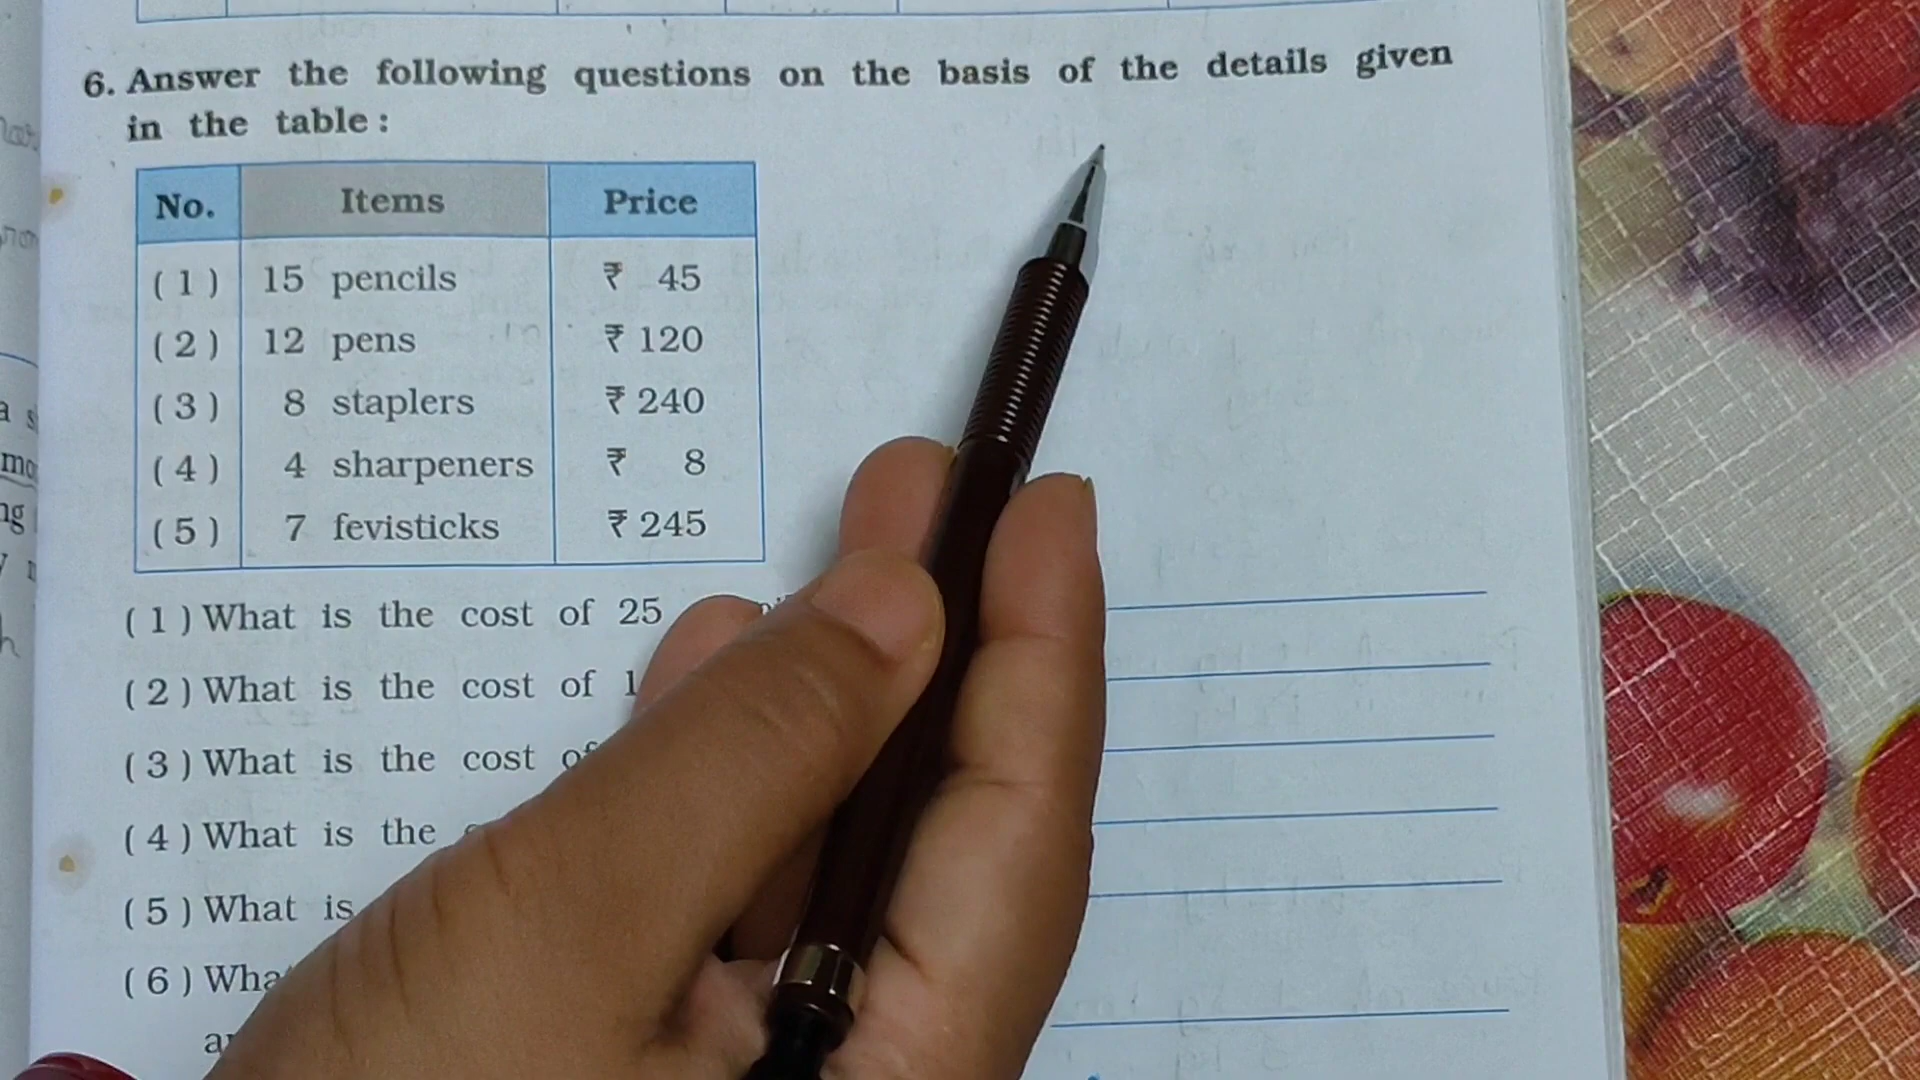 6. Answer the following questions on the basis of the details given
in the table :
No. Items Price
( 1 ) 15 pencils ₹ 45
( 2 ) 12 pens ₹ 120
( 3 ) 8 staplers ₹ 240
( 4 ) 4 sharpeners ₹ 8
( 5 ) 7 fevisticks ₹ 245
( 1 ) What is the cost of 25
( 2 ) What is the cost of 1
( 3 ) What is the cost of
( 4 ) What is the
( 5 ) What is
( 6 )